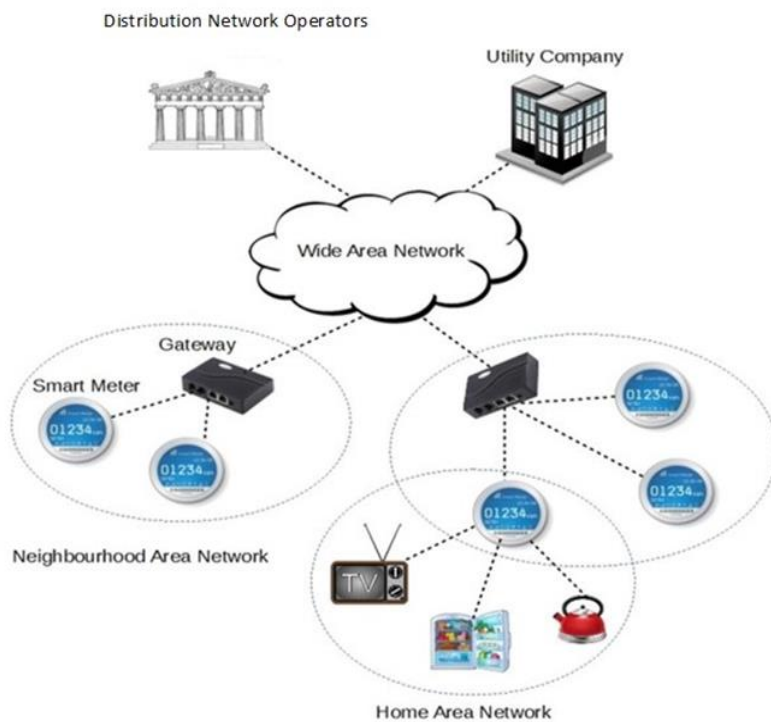 Distribution Network Operators
Utility Company
Wide Area Network
Gateway
Smart Meter
01234
01234
01234
01234
01234
Neighbourhood Area Network
TV
Home Area Network